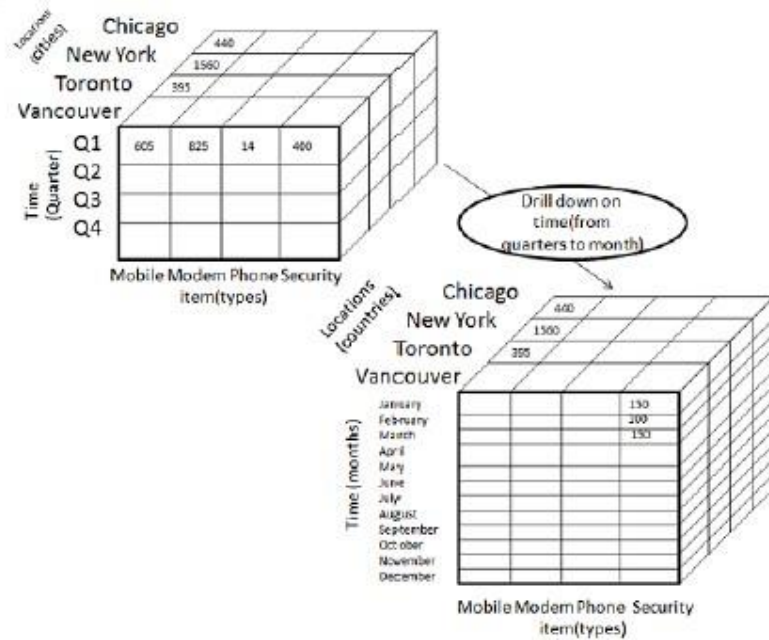 Locations
(cities)
Chicago
New York
Toronto
Vancouver
440
1560
395
Time
(Quarter)
Q1
Q2
Q3
Q4
605 825 14 400
Mobile Modem Phone Security
item(types)
Drill down on
time(from
quarters to month)
Locations
(countries)
Chicago
New York
Toronto
Vancouver
440
1560
395
Time (months)
January 150
February 100
March 150
April
May
June
July
August
September
October
November
December
Mobile Modem Phone Security
item(types)